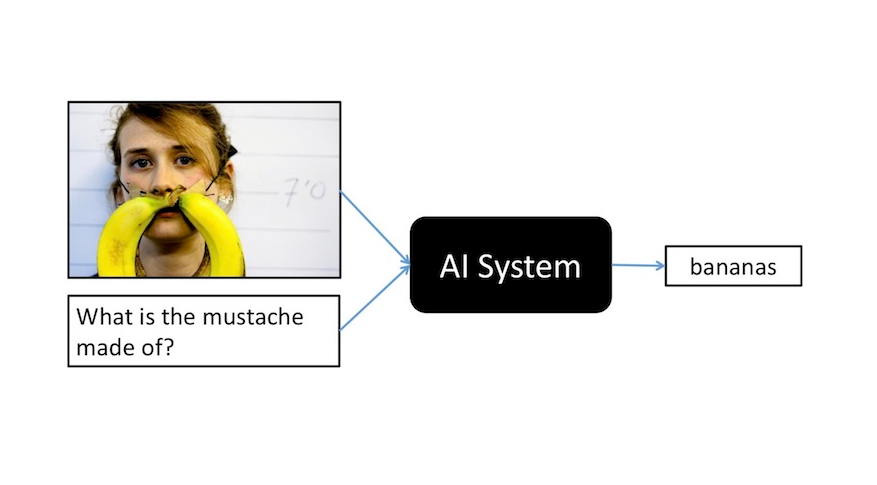 7'0
What is the mustache
made of?
AI System
bananas